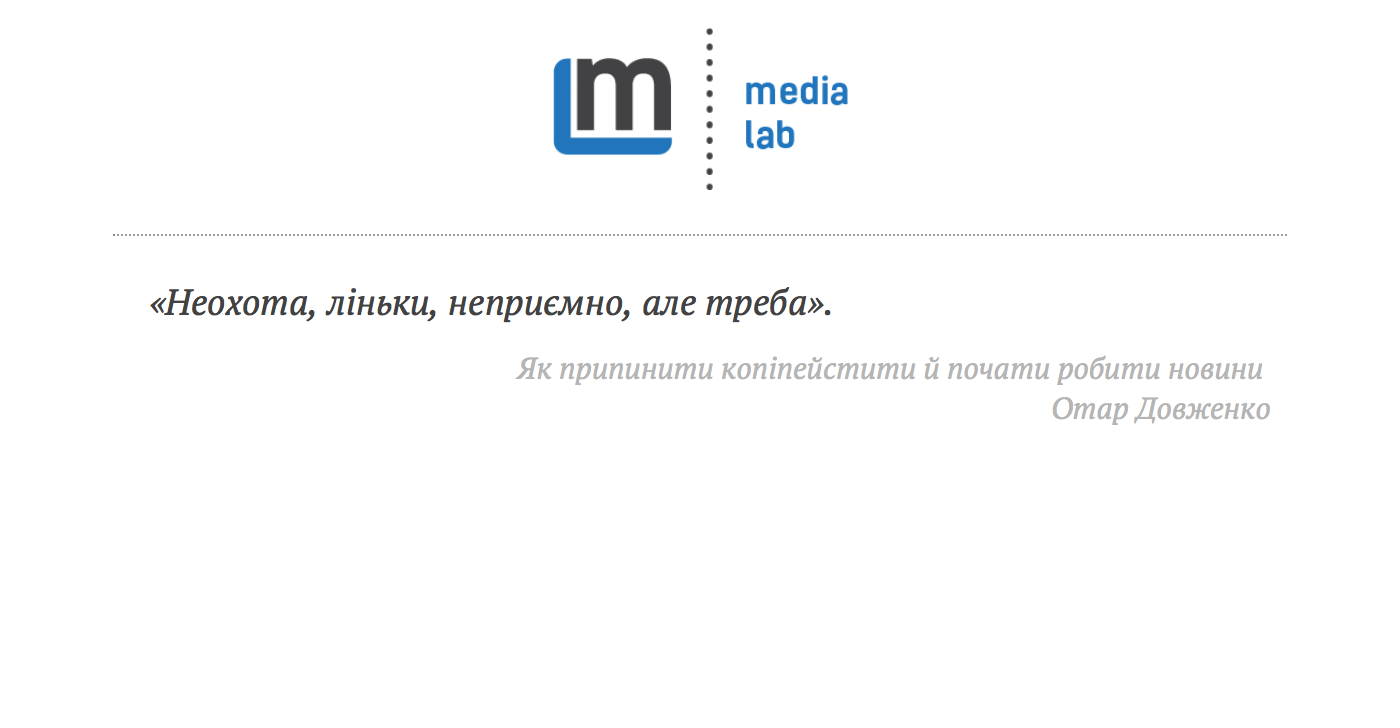 m
media
lab
«Неохота, ліньки, неприємно, але треба».
Як припинити копіпейстити й почати робити новини
Отар Довженко